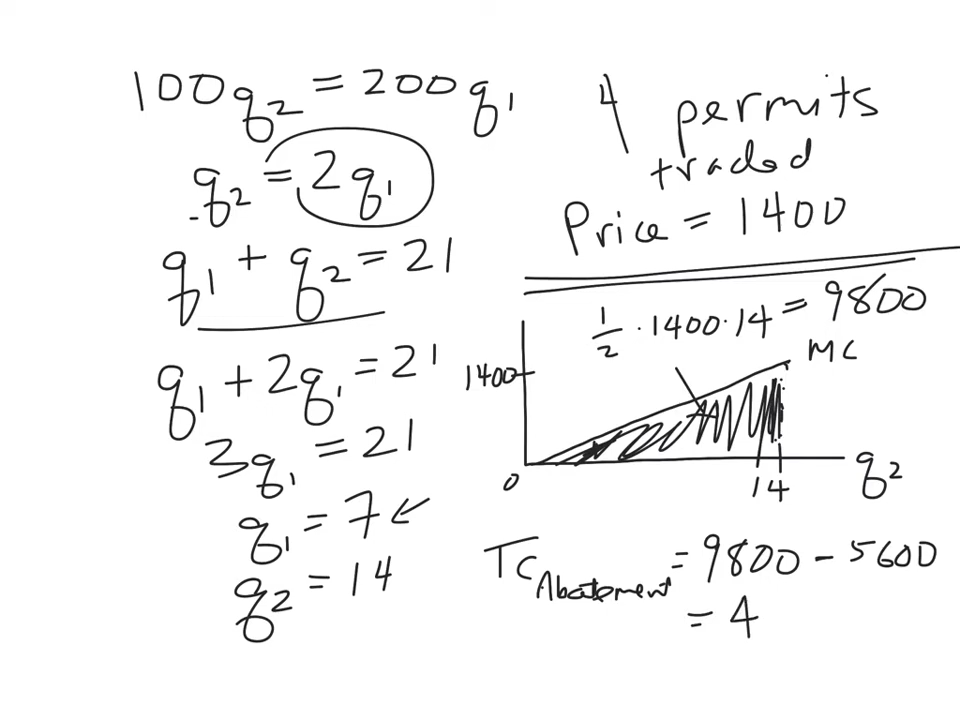 100q₂ = 200q₁
q₂ = 2q₁
q₁ + q₂ = 21
q₁ + 2q₁ = 21
3q₁ = 21
q₁ = 7 ←
q₂ = 14
4 permits
traded
Price = 1400
1/2 · 1400 · 14 = 9800
MC
1400
0
14
q₂
TC Abatement = 9800 - 5600
= 4